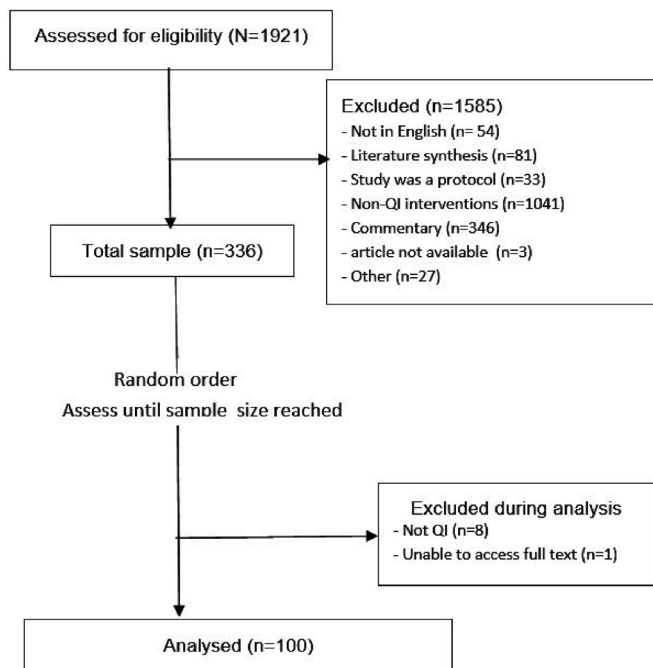 Assessed for eligibility (N=1921)
Excluded (n=1585)
- Not in English (n= 54)
- Literature synthesis (n=81)
- Study was a protocol (n=33)
- Non-QI interventions (n=1041)
- Commentary (n=346)
- article not available (n=3)
- Other (n=27)
Total sample (n=336)
Random order
Assess until sample size reached
Excluded during analysis
- Not QI (n=8)
- Unable to access full text (n=1)
Analysed (n=100)